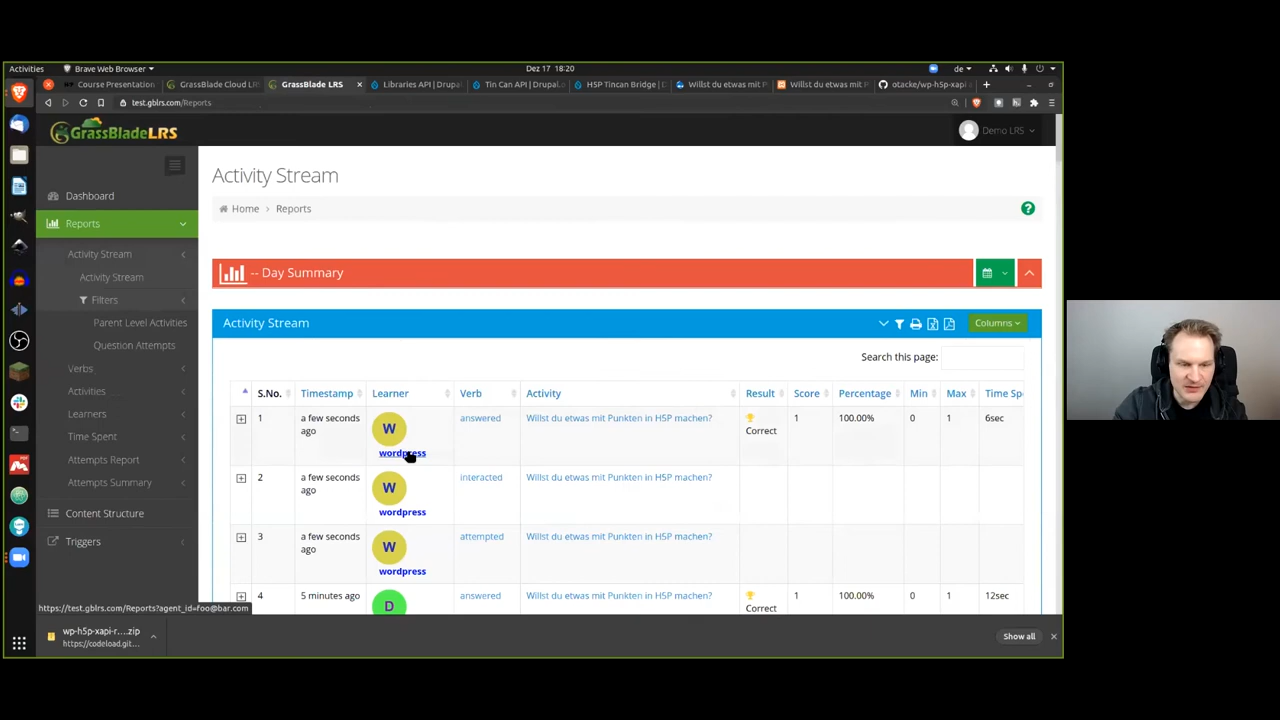 Activities
Brave Web Browser
Dez 17 18:20
de
Course Presentation
GrassBlade Cloud LR
GrassBlade LRS
Libraries API | Drupal
Tin Can API | Drupal.
H5P Tincan Bridge | D
Willst du etwas mit P
Willst du etwas mit P
otacke/wp-h5p-xapi
test.gblrs.com/Reports
GrassBladeLRS
Demo LRS
Dashboard
Reports
Activity Stream
Activity Stream
Filters
Parent Level Activities
Question Attempts
Verbs
Activities
Learners
Time Spent
Attempts Report
Attempts Summary
Content Structure
Triggers
Activity Stream
Home > Reports
-- Day Summary
Activity Stream
Columns
Search this page:
S.No. Timestamp Learner Verb Activity Result Score Percentage Min Max Time Sp
1 a few seconds ago W wordpress answered Willst du etwas mit Punkten in H5P machen? Correct 1 100.00% 0 1 6sec
2 a few seconds ago W wordpress interacted Willst du etwas mit Punkten in H5P machen?
3 a few seconds ago W wordpress attempted Willst du etwas mit Punkten in H5P machen?
4 5 minutes ago D answered Willst du etwas mit Punkten in H5P machen? Correct 1 100.00% 0 1 12sec
https://test.gblrs.com/Reports?agent_id=foo@bar.com
wp-h5p-xapi-r....zip
https://codeload.git...
Show all